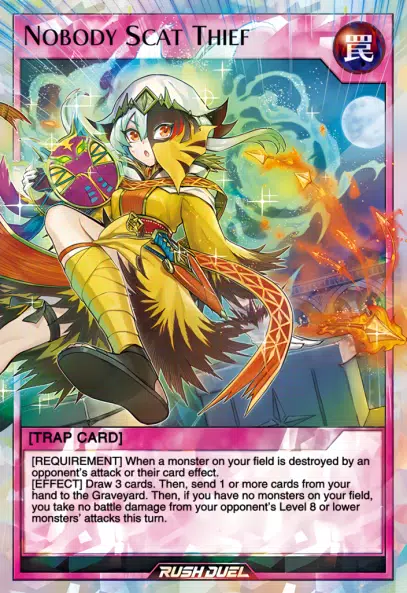 Nobody Scat Thief
罠
[TRAP CARD]
[REQUIREMENT] When a monster on your field is destroyed by an
opponent's attack or their card effect.
[EFFECT] Draw 3 cards. Then, send 1 or more cards from your
hand to the Graveyard. Then, if you have no monsters on your field,
you take no battle damage from your opponent's Level 8 or lower
monsters' attacks this turn.
RUSH DUEL